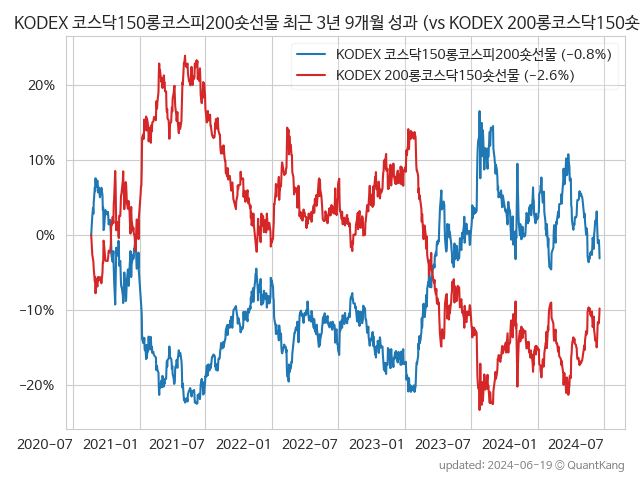 KODEX 코스닥150롱코스피200숏선물 최근 3년 9개월 성과 (vs KODEX 200롱코스닥150숏
KODEX 코스닥150롱코스피200숏선물 (−0.8%)
KODEX 200롱코스닥150숏선물 (−2.6%)
20%
10%
0%
−10%
−20%
2020-07 2021-01 2021-07 2022-01 2022-07 2023-01 2023-07 2024-01 2024-07
updated: 2024-06-19 © QuantKang